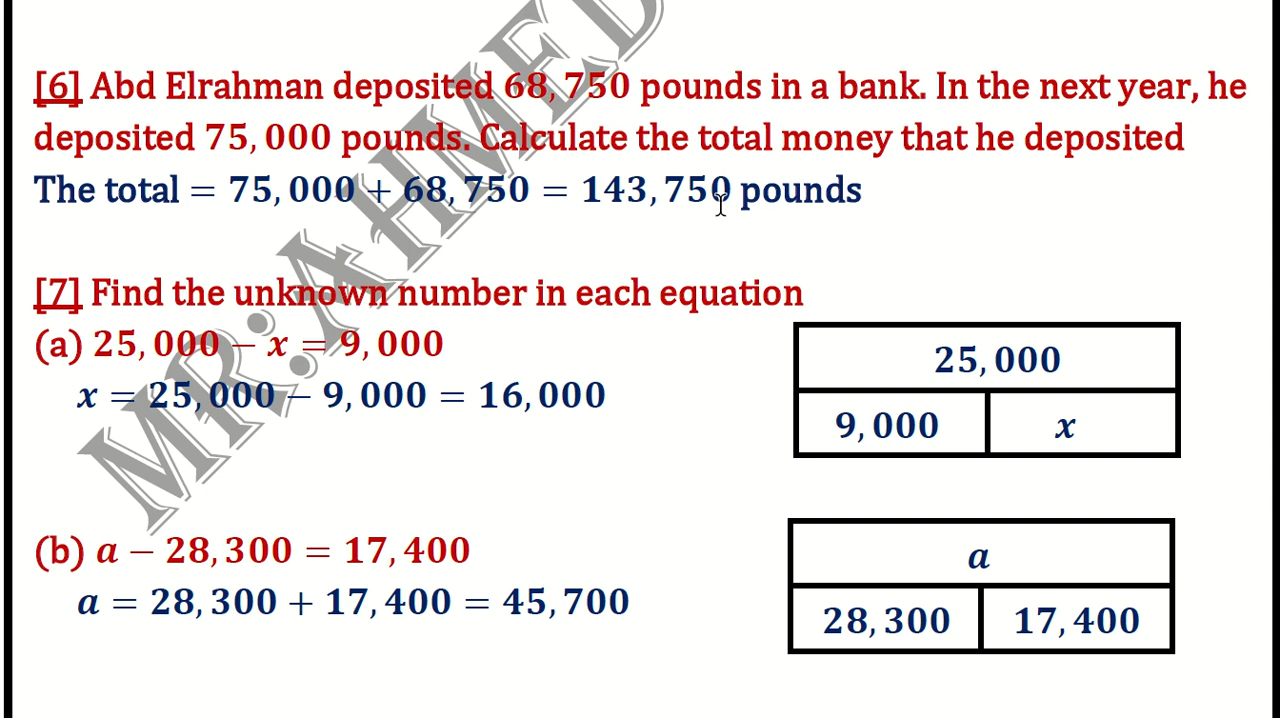 [6] Abd Elrahman deposited 68,750 pounds in a bank. In the next year, he
deposited 75,000 pounds. Calculate the total money that he deposited
The total = 75,000 + 68,750 = 143,750 pounds
[7] Find the unknown number in each equation
(a) 25,000 − x = 9,000
x = 25,000 − 9,000 = 16,000
25,000
9,000 x
(b) a − 28,300 = 17,400
a = 28,300 + 17,400 = 45,700
a
28,300 17,400
MR:AHMED